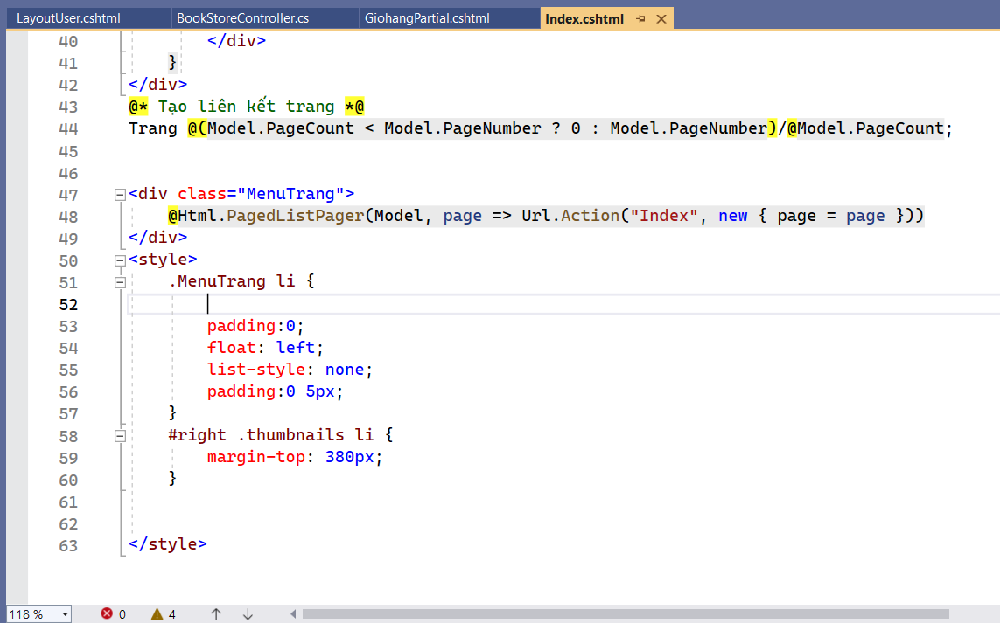 _LayoutUser.cshtml BookStoreController.cs GiohangPartial.cshtml Index.cshtml
40 </div>
41 }
42 </div>
43 @* Tạo liên kết trang *@
44 Trang @(Model.PageCount < Model.PageNumber ? 0 : Model.PageNumber)/@Model.PageCount;
45
46
47 <div class="MenuTrang">
48 @Html.PagedListPager(Model, page => Url.Action("Index", new { page = page }))
49 </div>
50 <style>
51 .MenuTrang li {
52
53 padding:0;
54 float: left;
55 list-style: none;
56 padding:0 5px;
57 }
58 #right .thumbnails li {
59 margin-top: 380px;
60 }
61
62
63 </style>
118 % 0 4